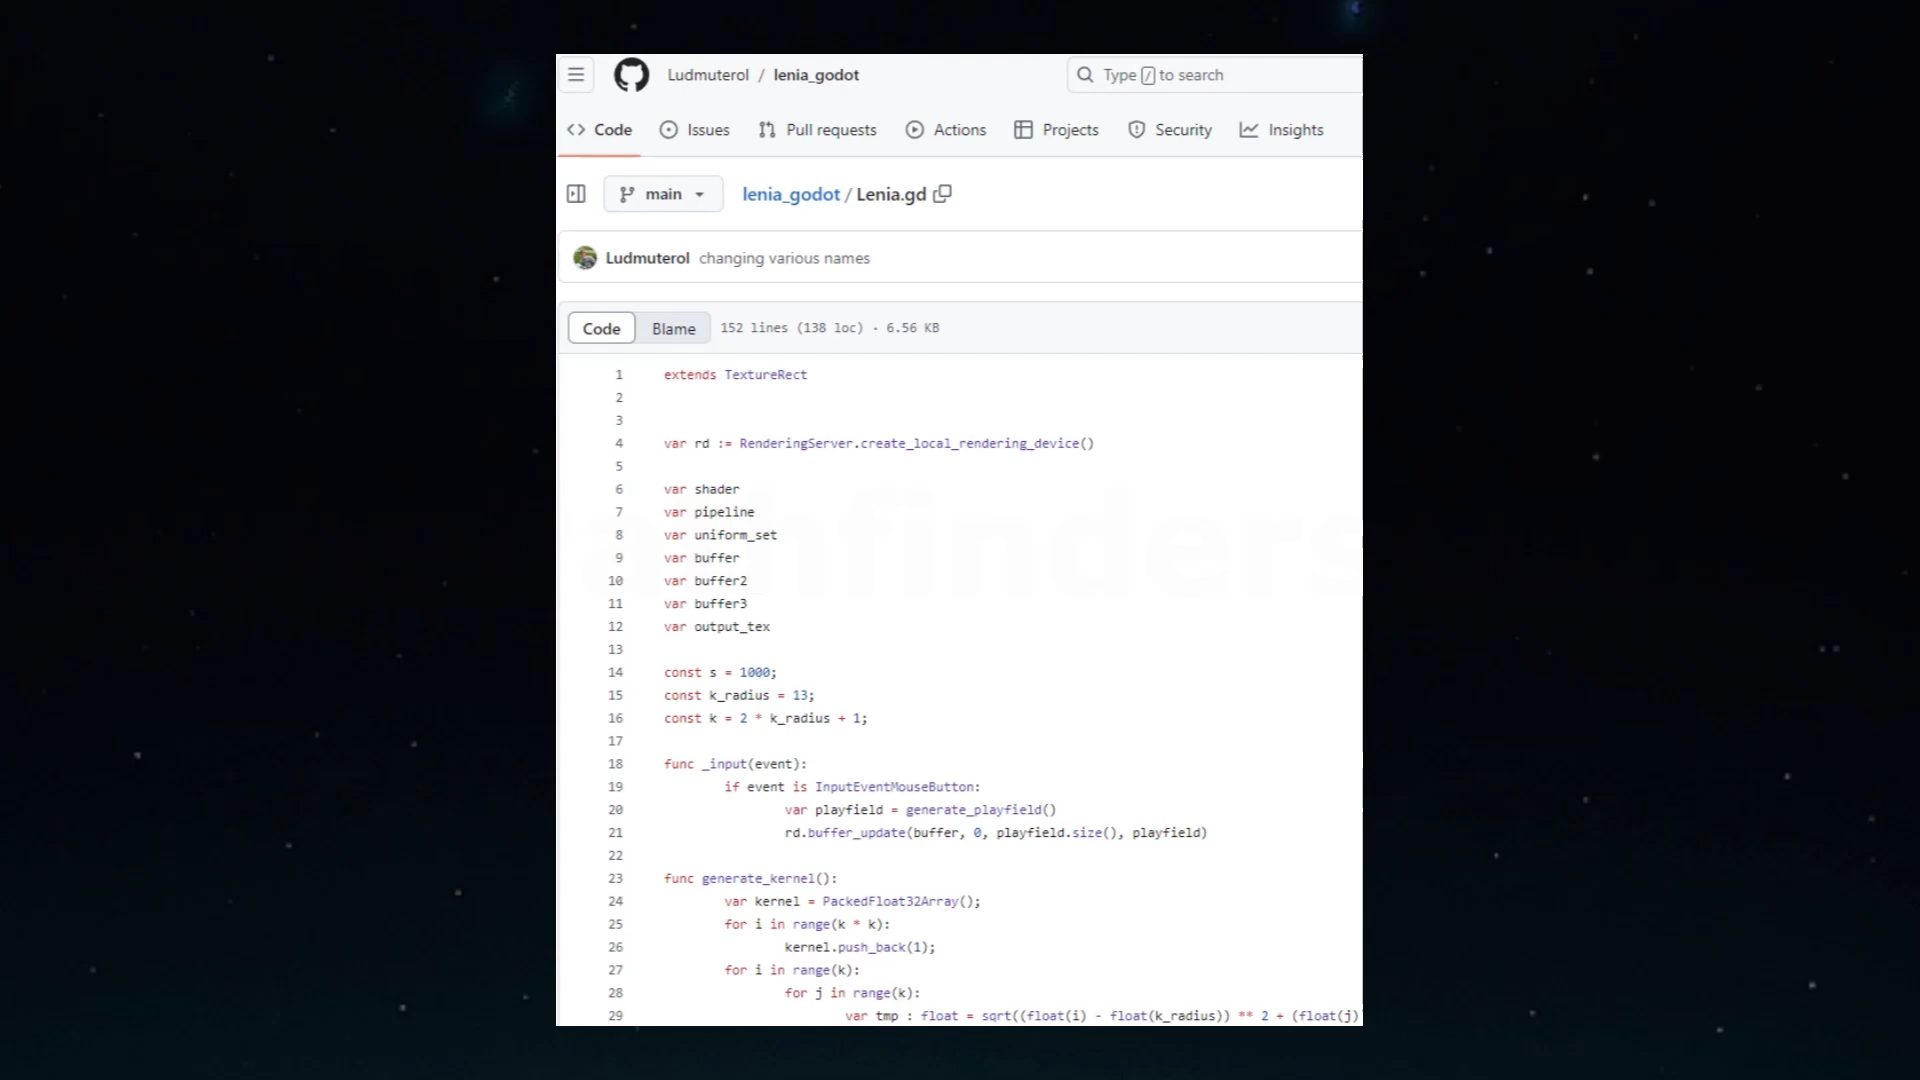 Ludmuterol / lenia_godot
Type / to search
Code Issues Pull requests Actions Projects Security Insights
main lenia_godot / Lenia.gd
Ludmuterol changing various names
Code Blame 152 lines (138 loc) · 6.56 KB
1 extends TextureRect
2
3
4 var rd := RenderingServer.create_local_rendering_device()
5
6 var shader
7 var pipeline
8 var uniform_set
9 var buffer
10 var buffer2
11 var buffer3
12 var output_tex
13
14 const s = 1000;
15 const k_radius = 13;
16 const k = 2 * k_radius + 1;
17
18 func _input(event):
19 if event is InputEventMouseButton:
20 var playfield = generate_playfield()
21 rd.buffer_update(buffer, 0, playfield.size(), playfield)
22
23 func generate_kernel():
24 var kernel = PackedFloat32Array();
25 for i in range(k * k):
26 kernel.push_back(1);
27 for i in range(k):
28 for j in range(k):
29 var tmp : float = sqrt((float(i) - float(k_radius)) ** 2 + (float(j)